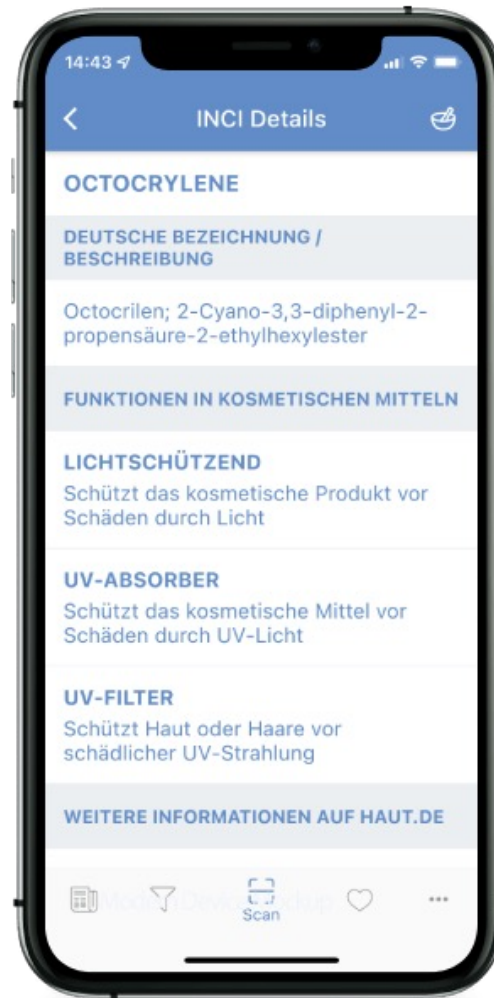 14:43
INCI Details
OCTOCRYLENE
DEUTSCHE BEZEICHNUNG /
BESCHREIBUNG
Octocrilen; 2-Cyano-3,3-diphenyl-2-
propensäure-2-ethylhexylester
FUNKTIONEN IN KOSMETISCHEN MITTELN
LICHTSCHÜTZEND
Schützt das kosmetische Produkt vor
Schäden durch Licht
UV-ABSORBER
Schützt das kosmetische Mittel vor
Schäden durch UV-Licht
UV-FILTER
Schützt Haut oder Haare vor
schädlicher UV-Strahlung
WEITERE INFORMATIONEN AUF HAUT.DE
Scan